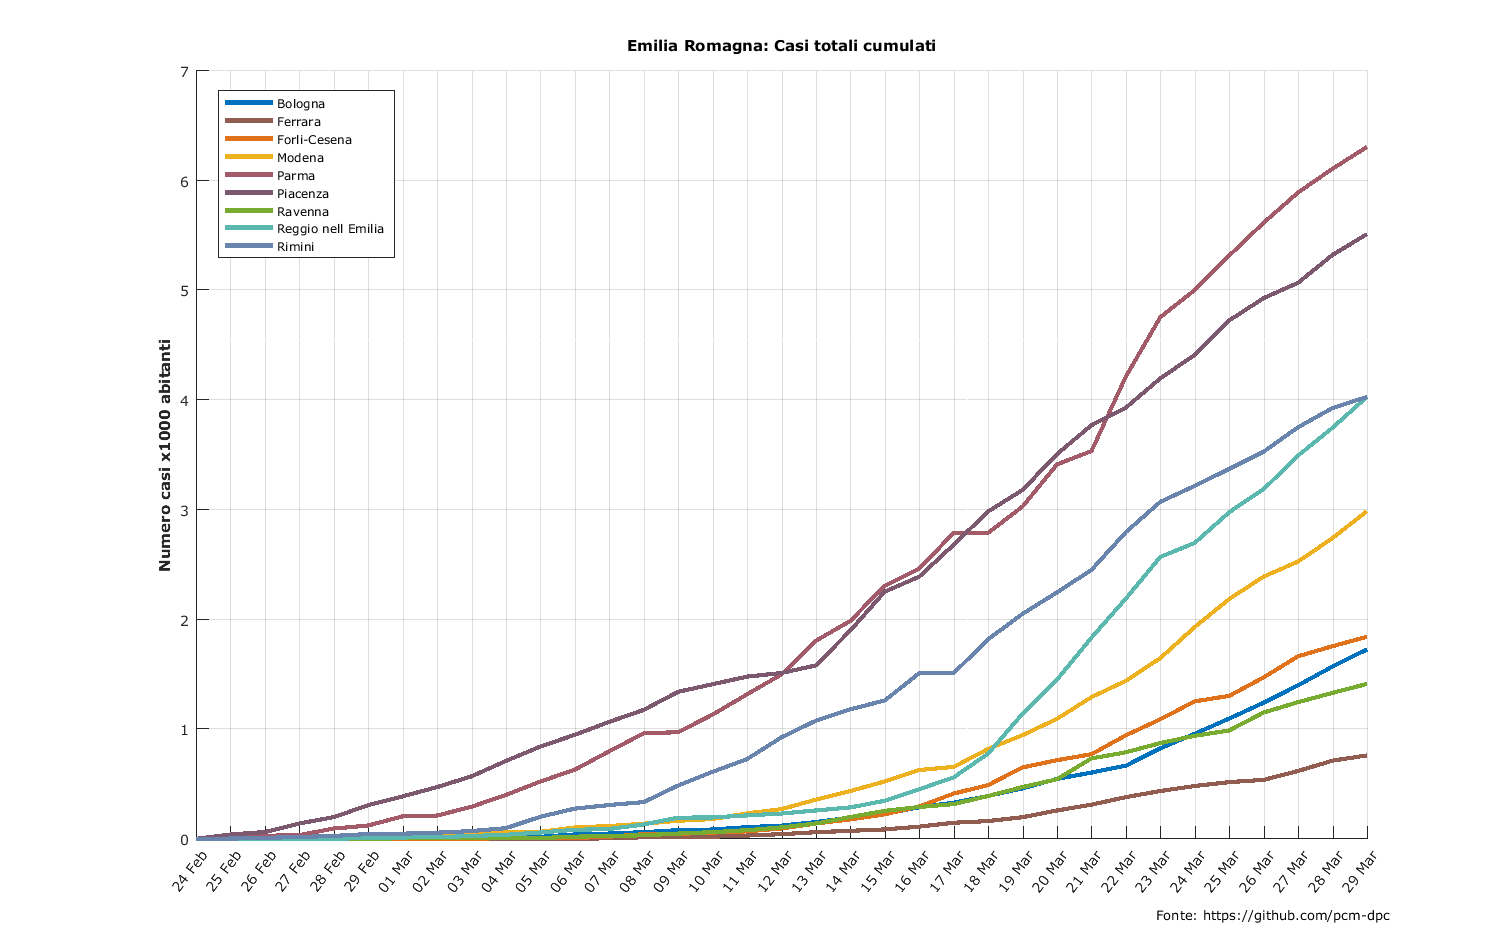 Emilia Romagna: Casi totali cumulati
7
6
5
4
3
2
1
0
Numero casi x1000 abitanti
Bologna
Ferrara
Forlì-Cesena
Modena
Parma
Piacenza
Ravenna
Reggio nell Emilia
Rimini
24 Feb
25 Feb
26 Feb
27 Feb
28 Feb
29 Feb
01 Mar
02 Mar
03 Mar
04 Mar
05 Mar
06 Mar
07 Mar
08 Mar
09 Mar
10 Mar
11 Mar
12 Mar
13 Mar
14 Mar
15 Mar
16 Mar
17 Mar
18 Mar
19 Mar
20 Mar
21 Mar
22 Mar
23 Mar
24 Mar
25 Mar
26 Mar
27 Mar
28 Mar
29 Mar
Fonte: https://github.com/pcm-dpc